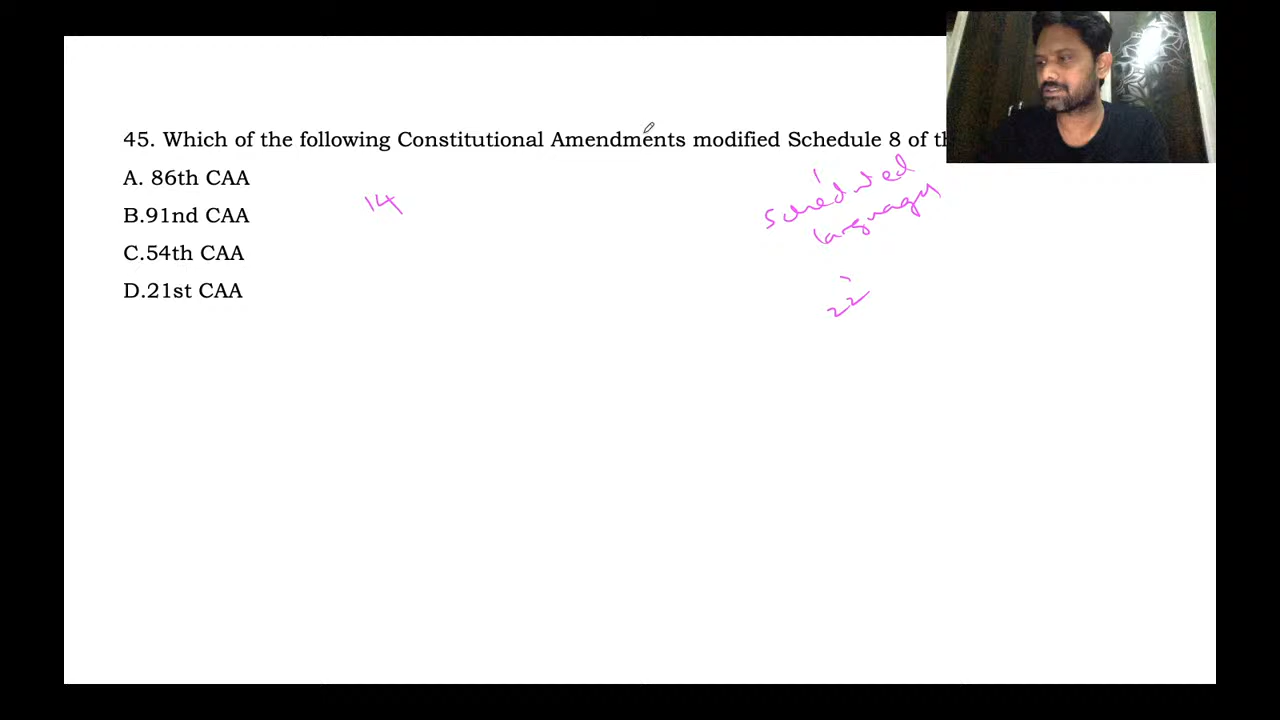 45. Which of the following Constitutional Amendments modified Schedule 8 of th
A. 86th CAA
B.91nd CAA
C.54th CAA
D.21st CAA
14
Scheduled
languages
22